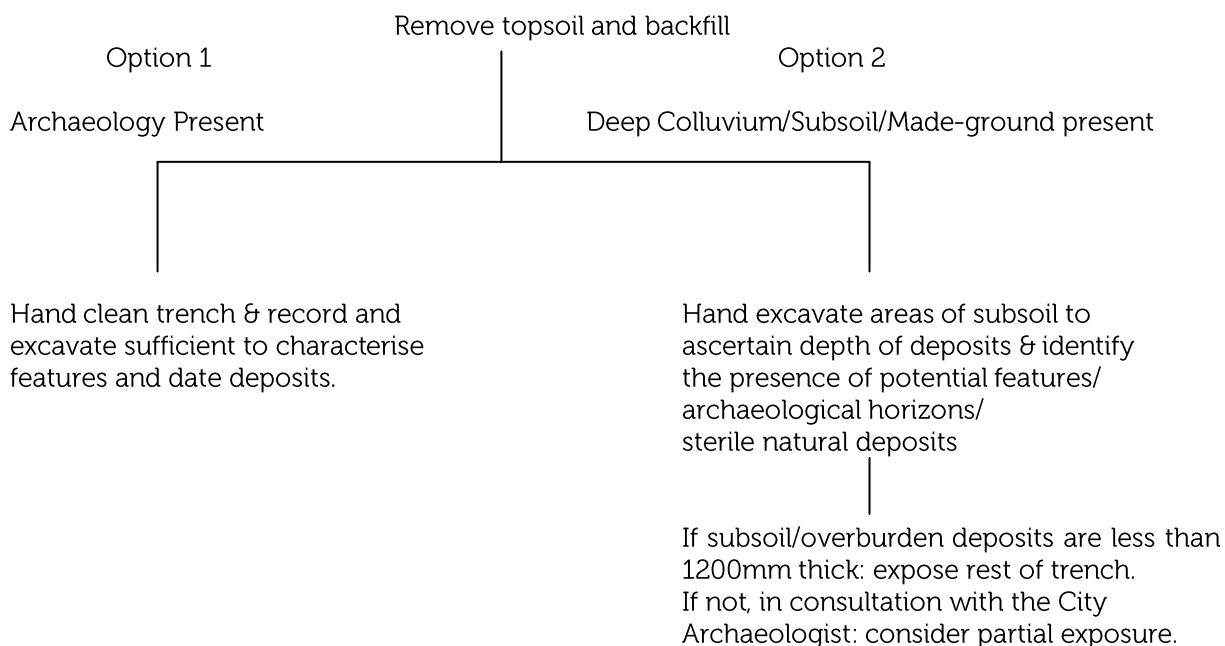 Remove topsoil and backfill
Option 1
Option 2
Archaeology Present
Deep Colluvium/Subsoil/Made-ground present
Hand clean trench & record and
excavate sufficient to characterise
features and date deposits.
Hand excavate areas of subsoil to
ascertain depth of deposits & identify
the presence of potential features/
archaeological horizons/
sterile natural deposits
If subsoil/overburden deposits are less than
1200mm thick: expose rest of trench.
If not, in consultation with the City
Archaeologist: consider partial exposure.